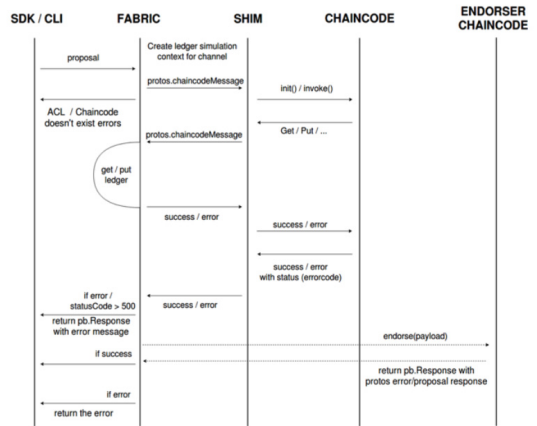 SDK / CLI
FABRIC
SHIM
CHAINCODE
ENDORSER
CHAINCODE
Create ledger simulation
context for channel
proposal
protos.chaincodeMessage
init() / invoke()
ACL / Chaincode
doesn't exist errors
Get / Put / ...
protos.chaincodeMessage
get / put
ledger
success / error
success / error
success / error
with status (errorcode)
if error /
statusCode > 500
success / error
return pb.Response
with error message
endorse(payload)
if success
return pb.Response with
protos error/proposal response
if error
return the error